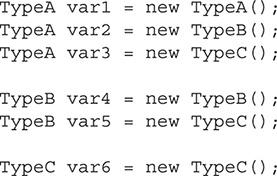 TypeA var1 = new TypeA();
TypeA var2 = new TypeB();
TypeA var3 = new TypeC();
TypeB var4 = new TypeB();
TypeB var5 = new TypeC();
TypeC var6 = new TypeC();